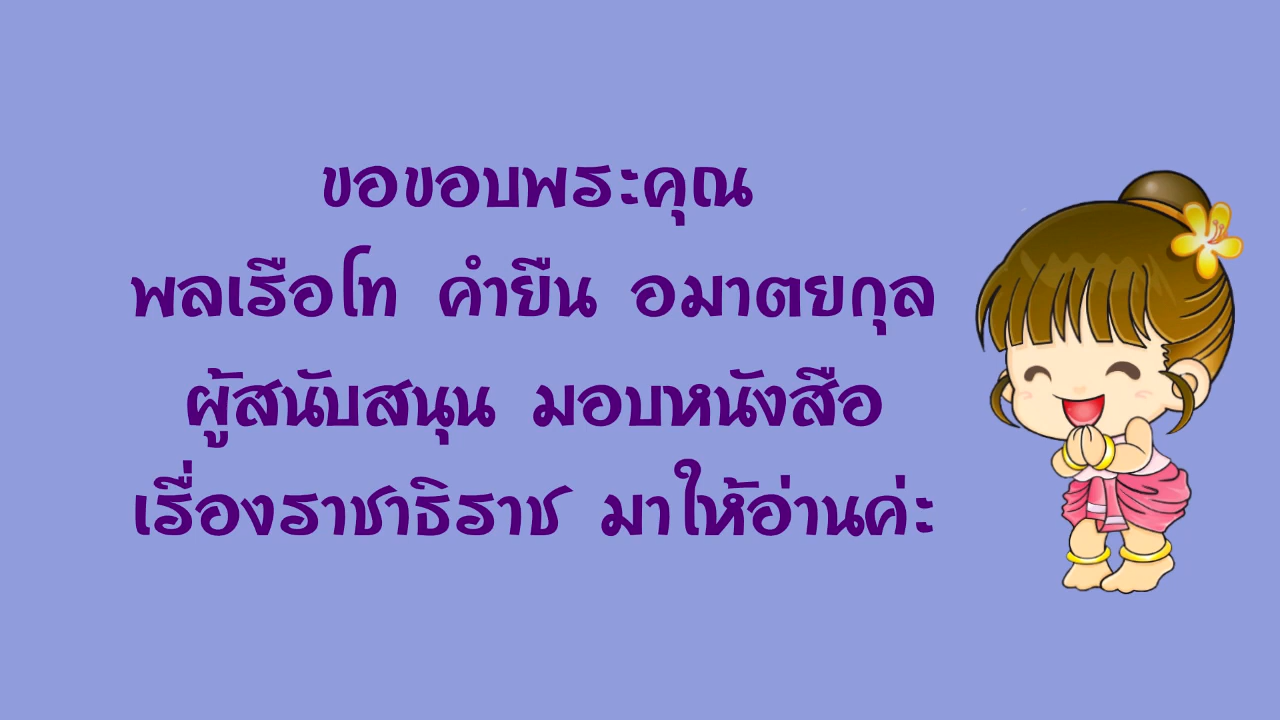 ขอขอบพระคุณ
พลเรือโท คำยืน อมาตยกุล
ผู้สนับสนุน มอบหนังสือ
เรื่องราชาธิราช มาให้อ่านค่ะ